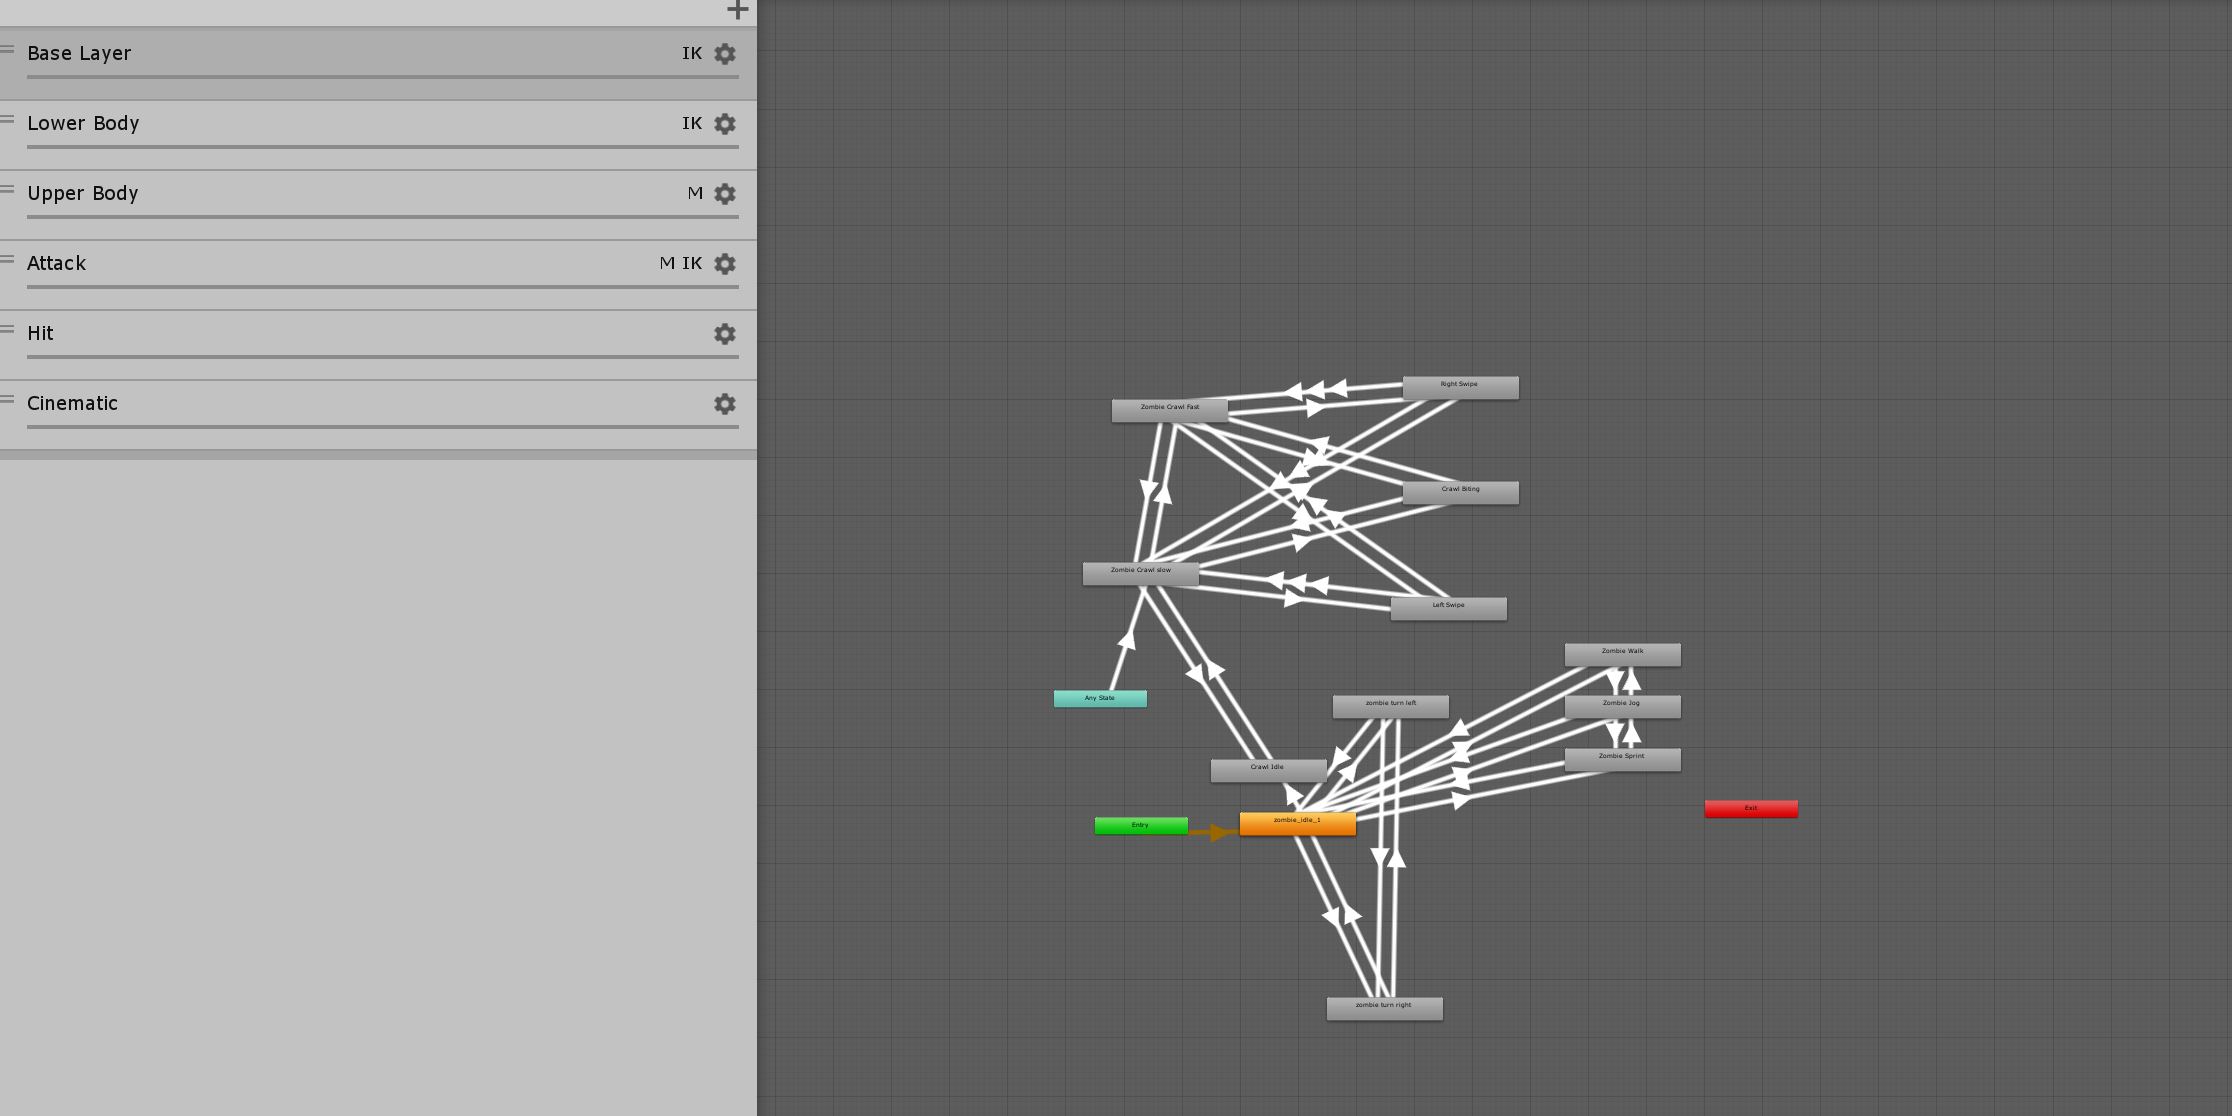 Base Layer IK
Lower Body IK
Upper Body M
Attack M IK
Hit
Cinematic
Right Swipe
Zombie Crawl Fast
Crawl Biting
Zombie Crawl slow
Left Swipe
Zombie Walk
Any State
zombie turn left
Zombie Jog
Zombie Sprint
Crawl Idle
Exit
Entry
zombie_idle_1
zombie turn right